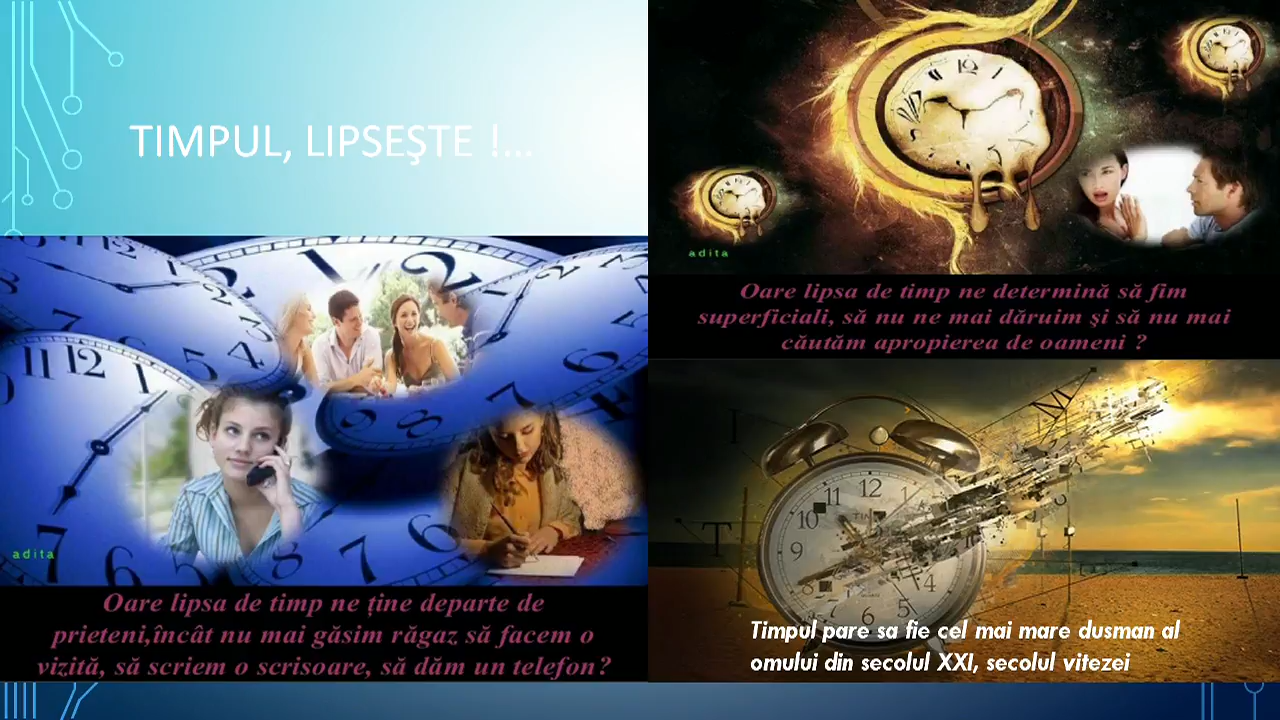 TIMPUL, LIPSEŞTE !...
adita
Oare lipsa de timp ne ține departe de
prieteni,încât nu mai găsim răgaz să facem o
vizită, să scriem o scrisoare, să dăm un telefon?
adita
Oare lipsa de timp ne determină să fim
superficiali, să nu ne mai dăruim şi să nu mai
căutăm apropierea de oameni ?
Timpul pare sa fie cel mai mare dusman al
omului din secolul XXI, secolul vitezei